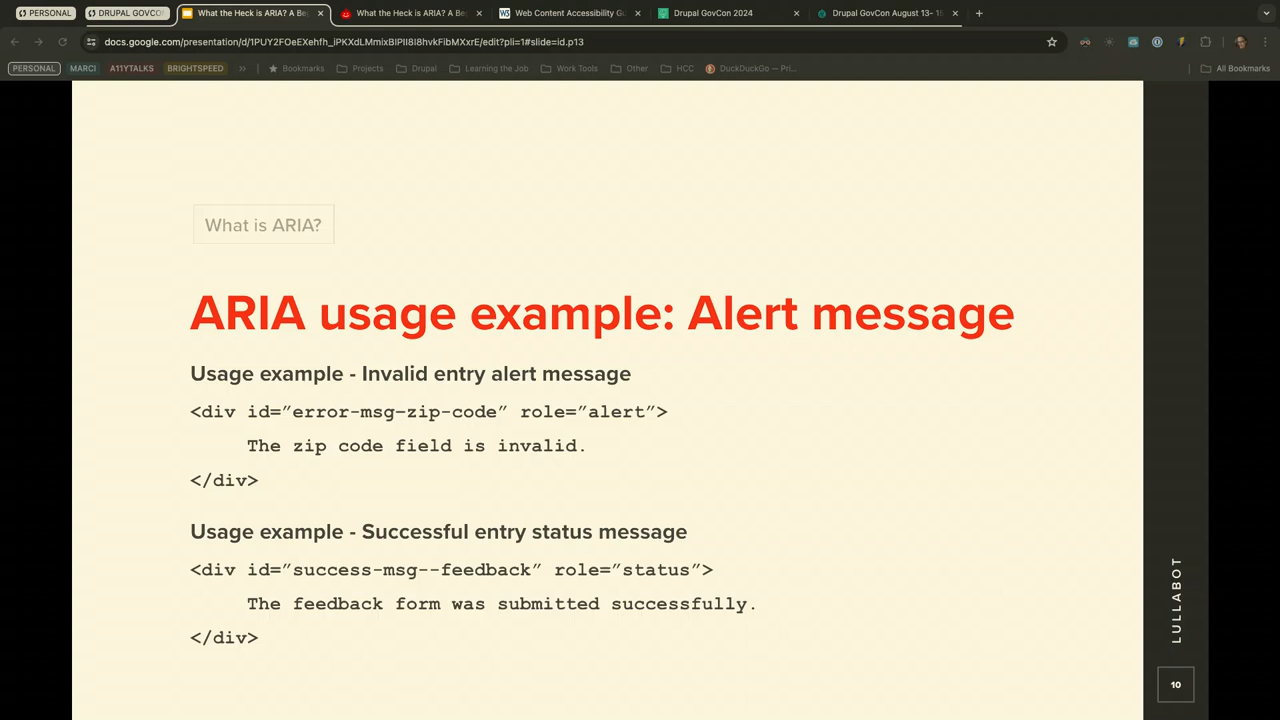 PERSONAL
DRUPAL GOVCO
What the Heck is ARIA? A Be
What the Heck is ARIA? A Be
Web Content Accessibility Gu
Drupal GovCon 2024
Drupal GovCon August 13- 1
docs.google.com/presentation/d/1PUY2FOeEXehfh_iPKXdLMmixBIPII8I8hvkFibMXxrE/edit?pli=1#slide=id.p13
PERSONAL
MARCI
A11YTALKS
BRIGHTSPEED
Bookmarks
Projects
Drupal
Learning the Job
Work Tools
Other
HCC
DuckDuckGo — Pri...
All Bookmarks
What is ARIA?
ARIA usage example: Alert message
Usage example - Invalid entry alert message
<div id=”error-msg-zip-code” role=”alert”>
The zip code field is invalid.
</div>
Usage example - Successful entry status message
<div id=”success-msg--feedback” role=”status”>
The feedback form was submitted successfully.
</div>
LULLABOT
10